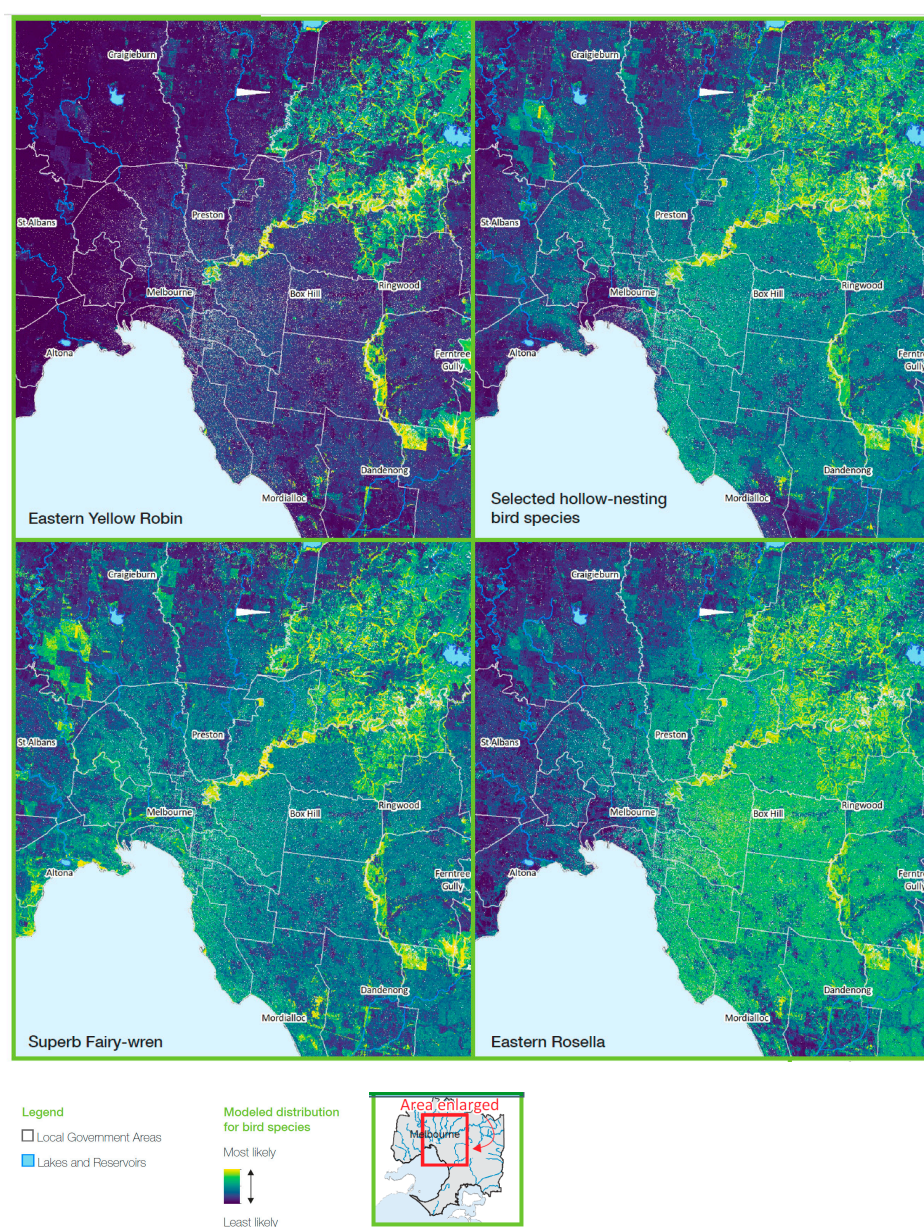 Craigieburn
St Albans
Preston
Melbourne
Box Hill
Ringwood
Altona
Ferntree
Gully
Dandenong
Mordialloc
Eastern Yellow Robin
Craigieburn
St Albans
Preston
Melbourne
Box Hill
Ringwood
Altona
Dandenong
Mordialloc
Selected hollow-nesting
bird species
Craigieburn
St Albans
Preston
Melbourne
Box Hill
Ringwood
Altona
Ferntree
Gully
Dandenong
Mordialloc
Superb Fairy-wren
Craigieburn
St Albans
Preston
Melbourne
Box Hill
Ringwood
Altona
Dandenong
Mordialloc
Eastern Rosella
Legend
Local Government Areas
Lakes and Reservoirs
Modeled distribution
for bird species
Most likely
Least likely
Area enlarged
Melbourne